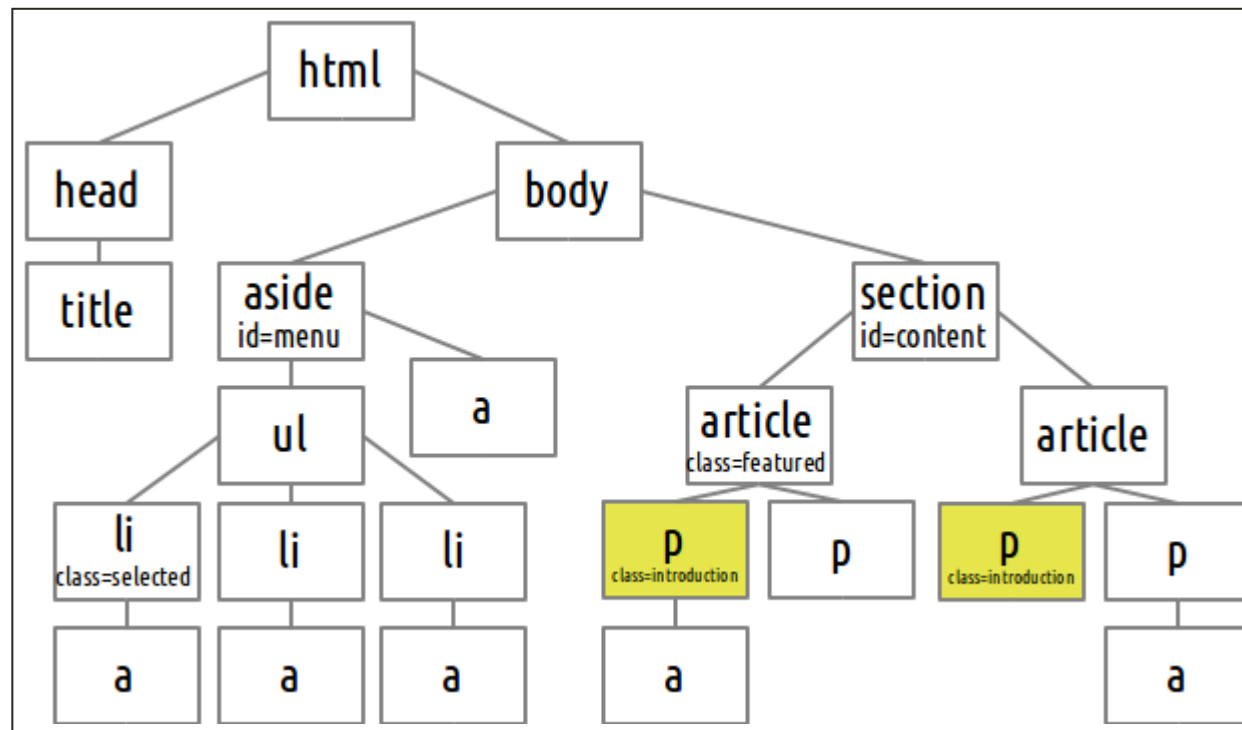 html
head
body
title
aside
id=menu
section
id=content
ul
a
article
class=featured
article
li
class=selected
li
li
p
class=introduction
p
p
class=introduction
p
a
a
a
a
a